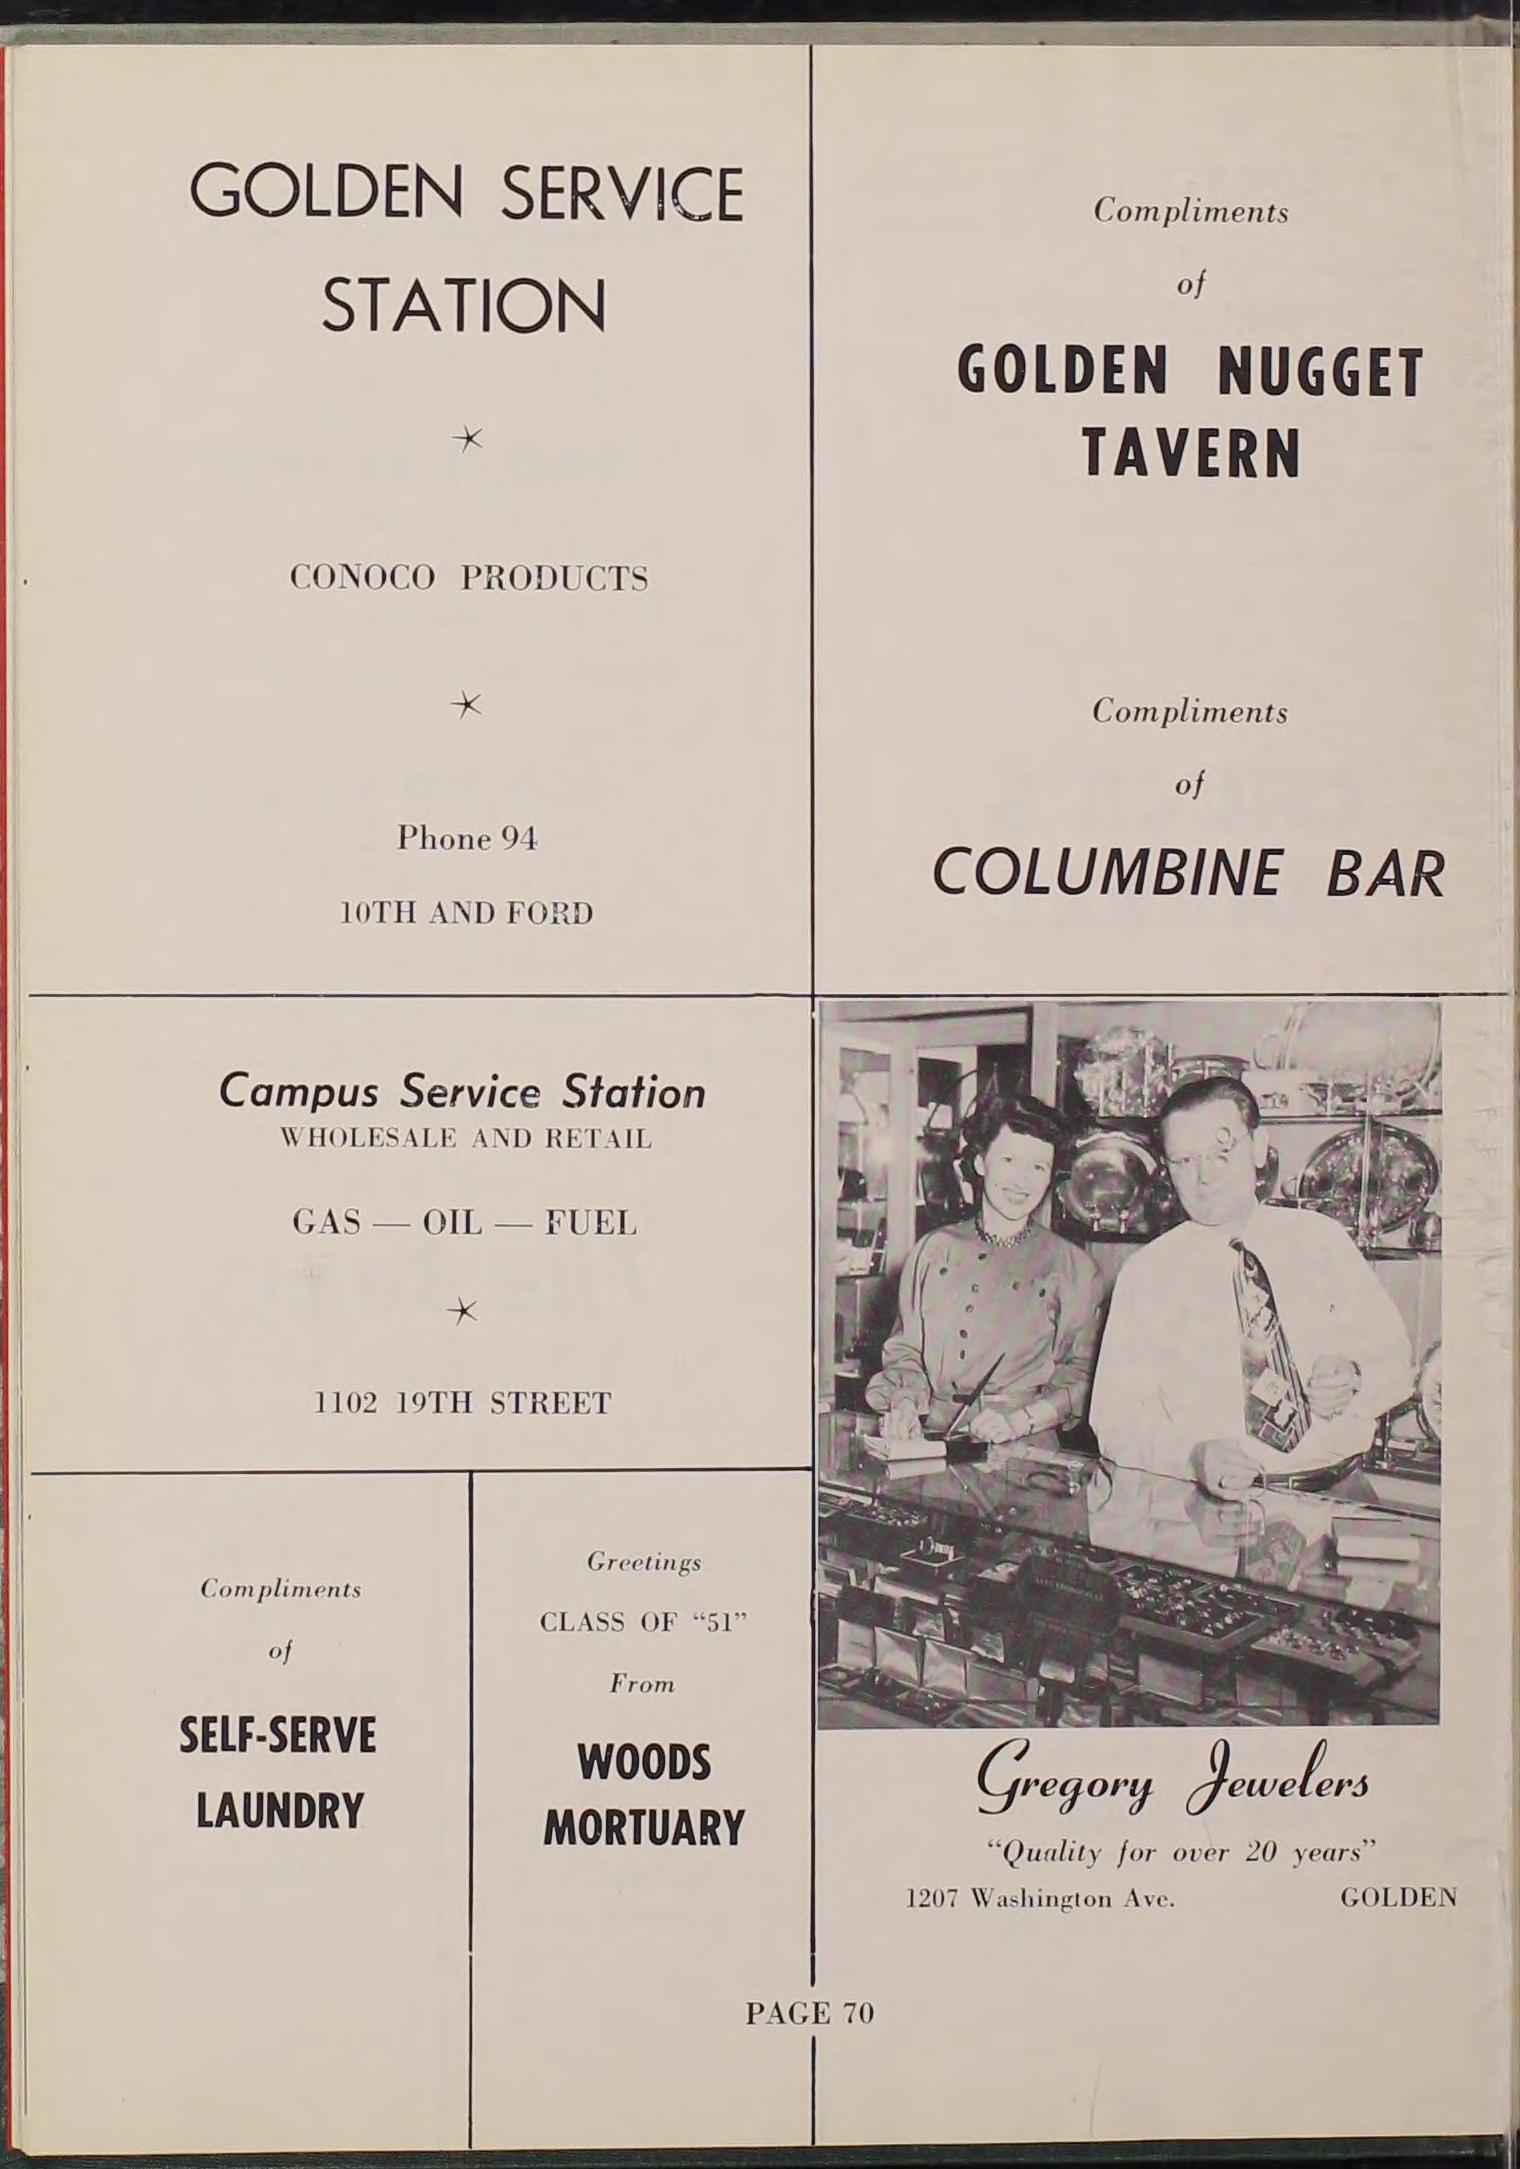 GOLDEN SERVICE
STATION
CONOCO PRODUCTS
Phone 94
10TH AND FORD
Compliments
of
GOLDEN NUGGET
TAVERN
Compliments
of
COLUMBINE BAR
Campus Service Station
WHOLESALE AND RETAIL
GAS — OIL — FUEL
1102 19TH STREET
Compliments
of
SELF-SERVE
LAUNDRY
Greetings
CLASS OF “51”
From
WOODS
MORTUARY
Gregory Jewelers
“Quality for over 20 years”
1207 Washington Ave. GOLDEN
PAGE 70